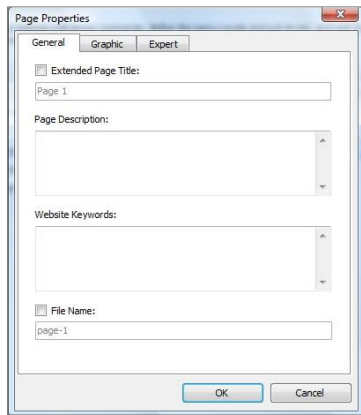 Page Properties
General Graphic Expert
Extended Page Title:
Page 1
Page Description:
Website Keywords:
File Name:
page-1
OK Cancel